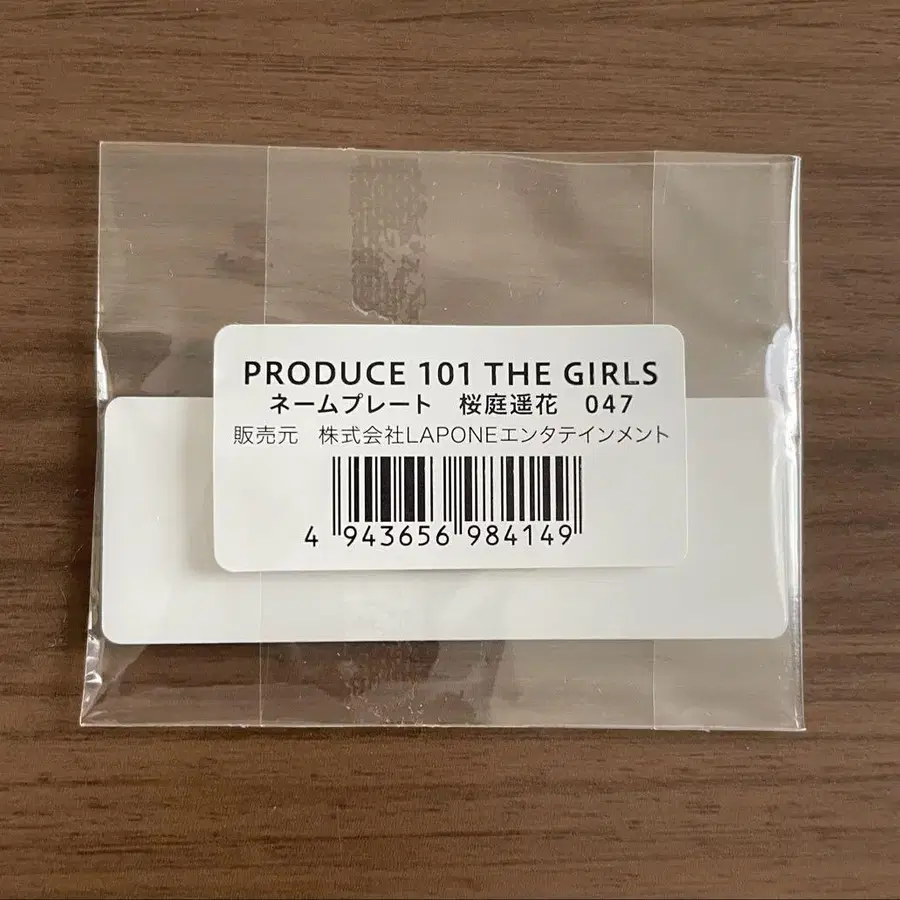 PRODUCE 101 THE GIRLS
ネームプレート 桜庭遥花 047
販売元 株式会社LAPONEエンタテインメント
4 943656 984149